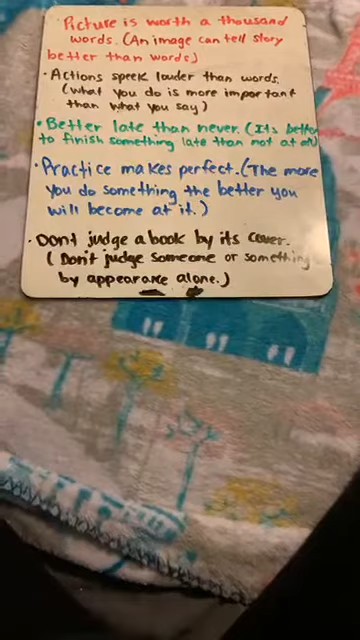 Picture is worth a thousand
words. (An image can tell story
better than words)
• Actions speek louder than words.
(what you do is more important
than what you say)
• Better late than never. (Its better
to finish something late than not at all)
• Practice makes perfect. (The more
you do something the better you
will become at it.)
• Dont judge a book by its cover.
( Don't judge someone or something
by appearance alone.)